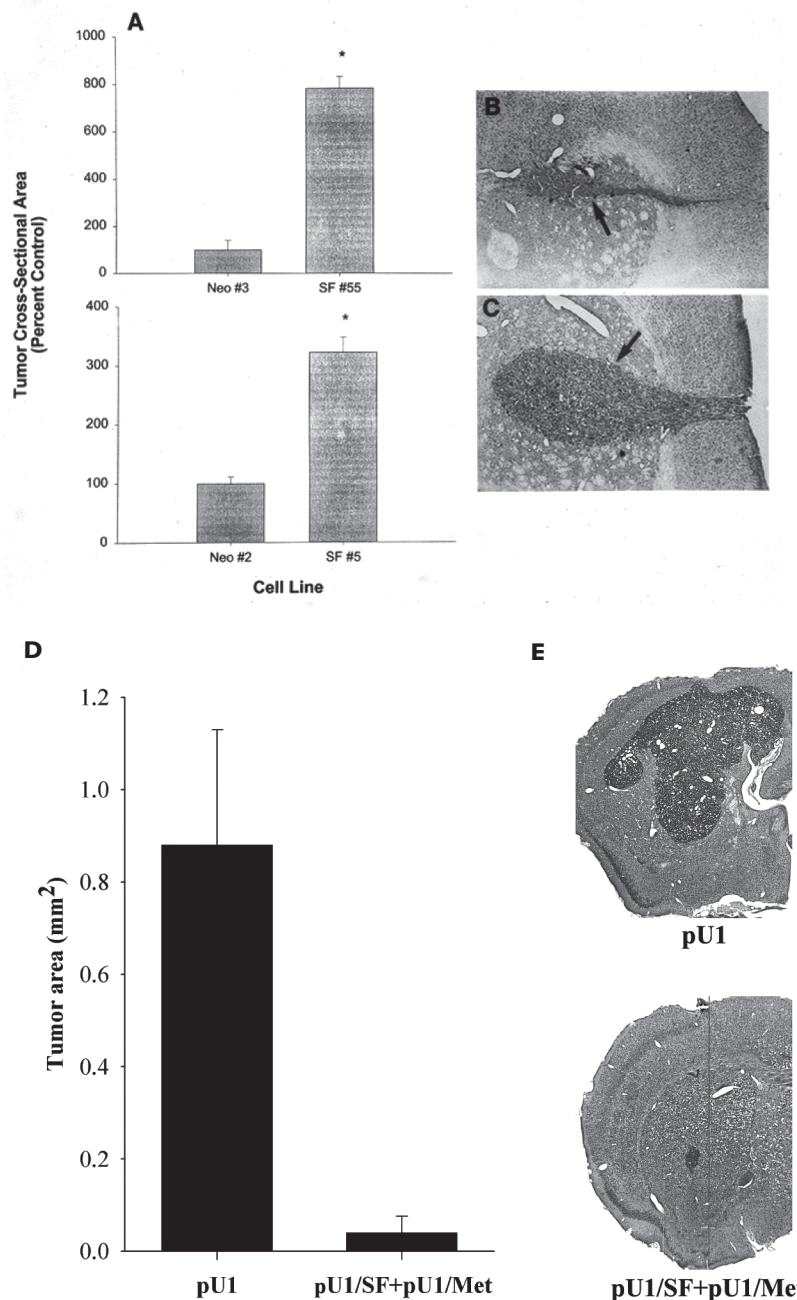 A
1000
800
600
400
200
0
*
Neo #3
SF #55
Tumor Cross-Sectional Area
(Percent Control)
400
300
200
100
0
*
Neo #2
SF #5
Cell Line
B
C
D
1.2
1.0
0.8
0.6
0.4
0.2
0.0
Tumor area (mm²)
pU1
pU1/SF+pU1/Met
E
pU1
pU1/SF+pU1/Me